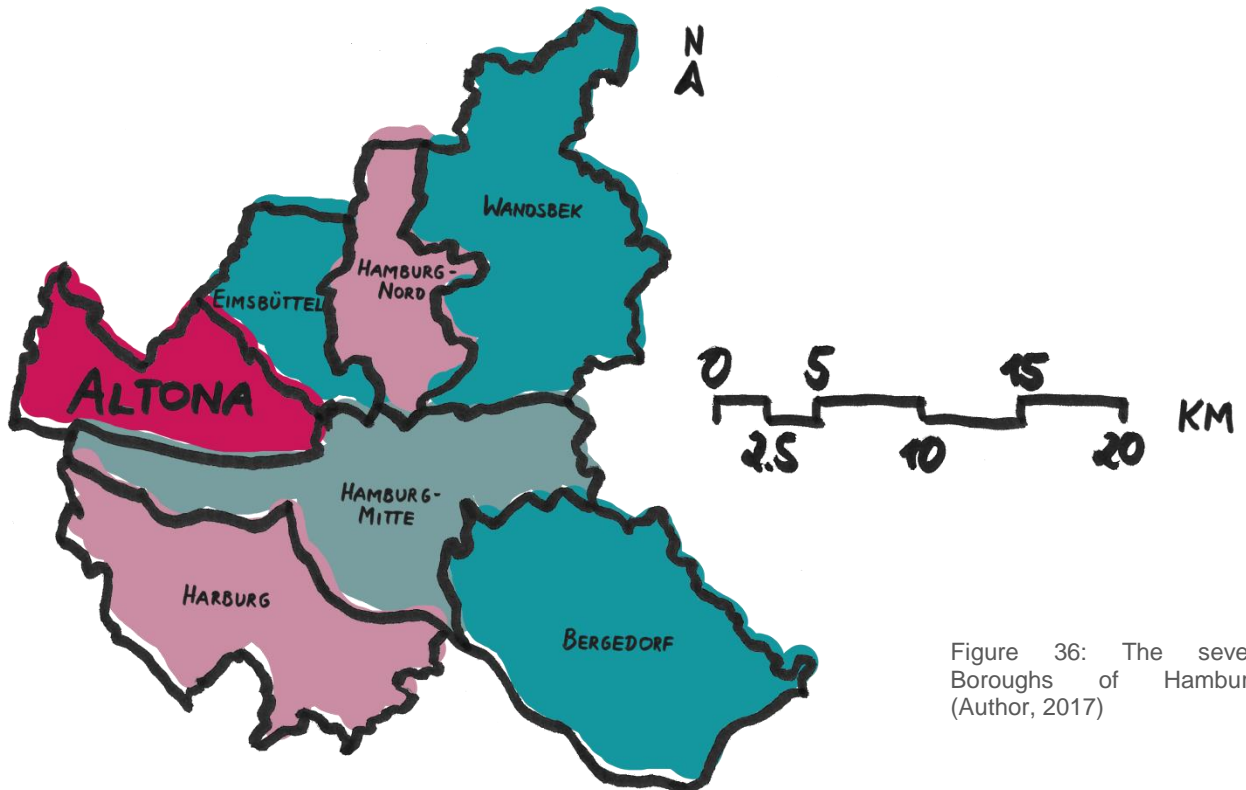 N
WANDSBEK
HAMBURG-
NORD
EIMSBÜTTEL
ALTONA
0 5 15
KM
2.5 10 20
HAMBURG-
MITTE
HARBURG
BERGEDORF
Figure 36: The seve
Boroughs of Hambur
(Author, 2017)